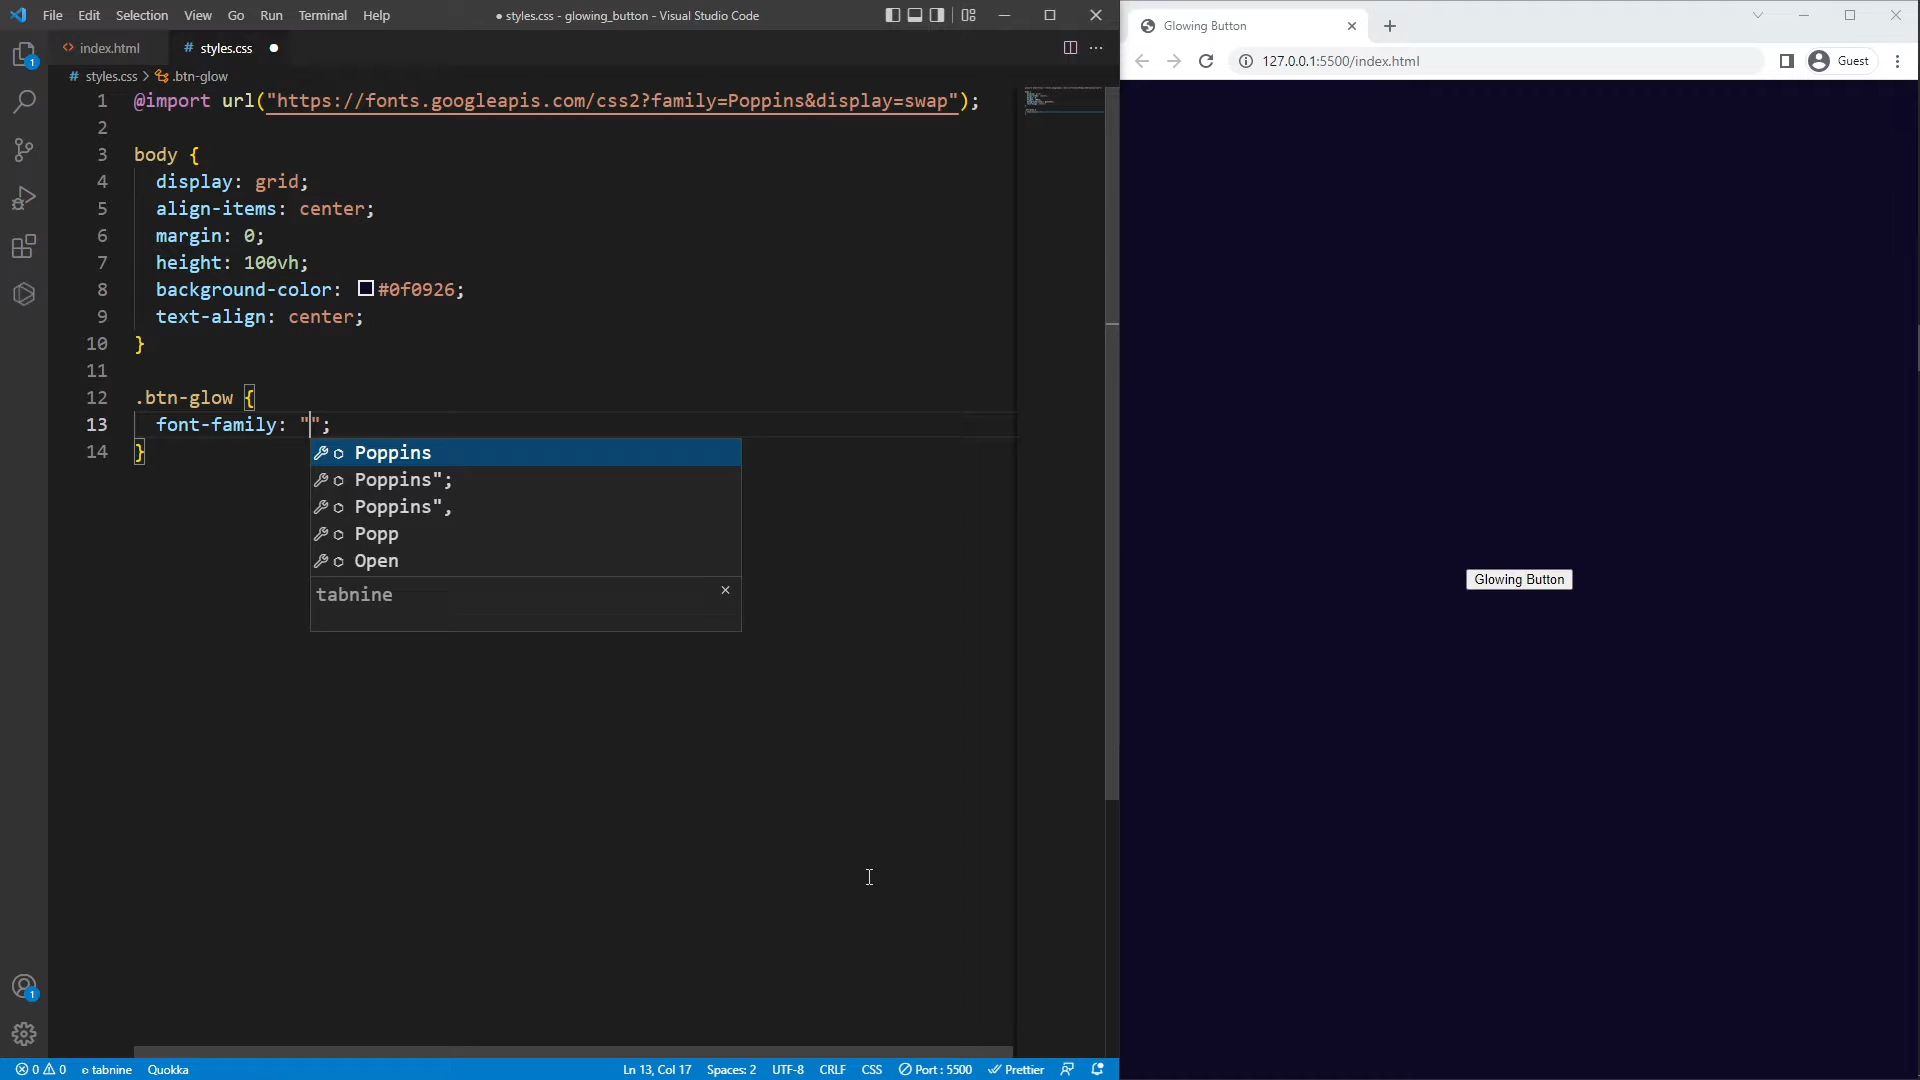 File Edit Selection View Go Run Terminal Help
● styles.css - glowing_button - Visual Studio Code
<> index.html
# styles.css ●
# styles.css > .btn-glow
1 @import url("https://fonts.googleapis.com/css2?family=Poppins&display=swap");
2
3 body {
4 display: grid;
5 align-items: center;
6 margin: 0;
7 height: 100vh;
8 background-color: #0f0926;
9 text-align: center;
10 }
11
12 .btn-glow {
13 font-family: "";
14 }
Poppins
Poppins";
Poppins",
Popp
Open
tabnine
1
1
0 0 tabnine Quokka
Ln 13, Col 17 Spaces: 2 UTF-8 CRLF CSS Port : 5500 Prettier
Glowing Button
127.0.0.1:5500/index.html
Guest
Glowing Button